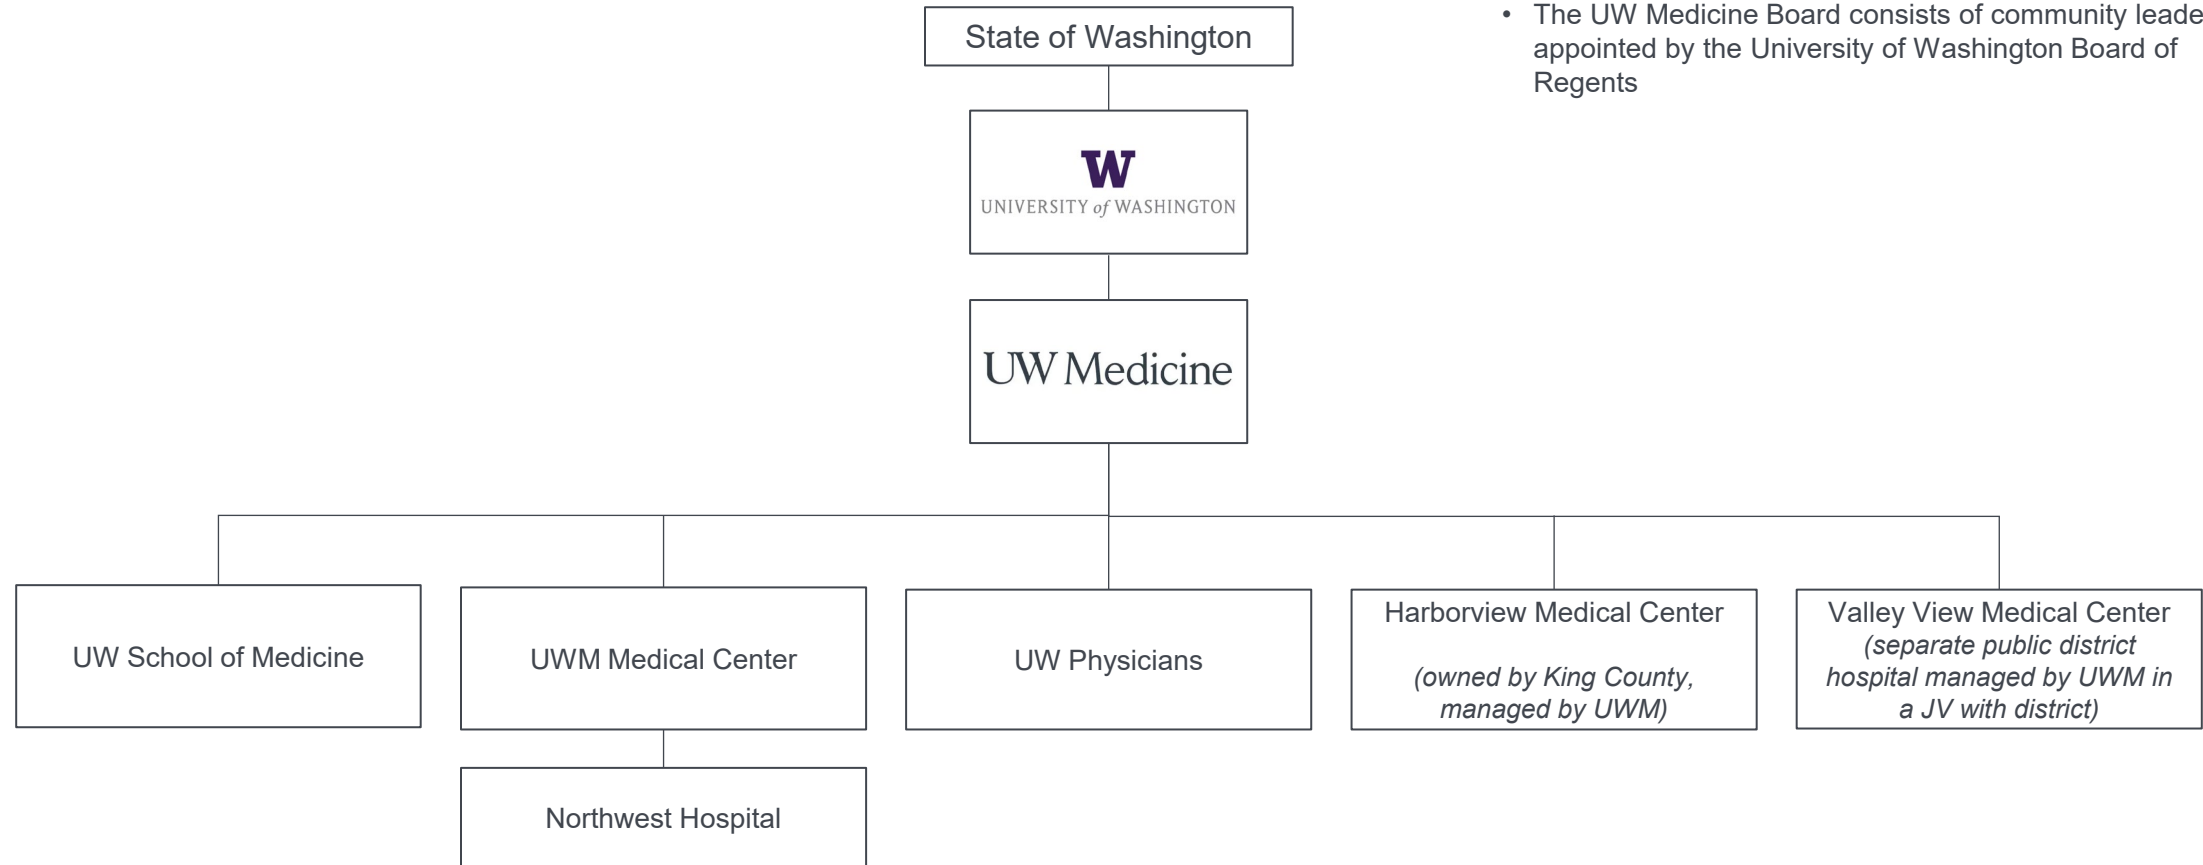 State of Washington
• The UW Medicine Board consists of community leade
appointed by the University of Washington Board of
Regents
W
UNIVERSITY of WASHINGTON
UW Medicine
UW School of Medicine
UWM Medical Center
UW Physicians
Harborview Medical Center
(owned by King County,
managed by UWM)
Valley View Medical Center
(separate public district
hospital managed by UWM in
a JV with district)
Northwest Hospital